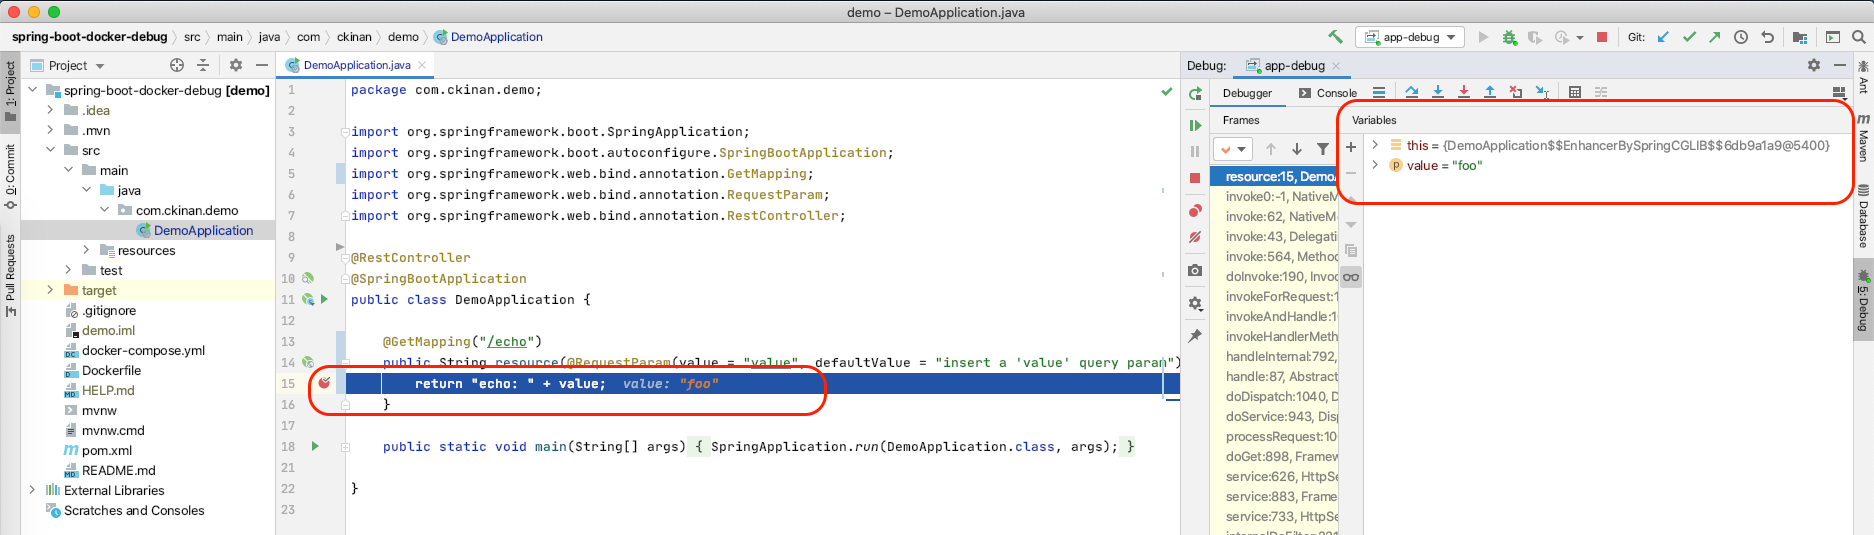 demo – DemoApplication.java
spring-boot-docker-debug src main java com ckinan demo DemoApplication
app-debug Git:
1: Project
0: Commit
Pull Requests
Project
spring-boot-docker-debug [demo]
.idea
.mvn
src
main
java
com.ckinan.demo
DemoApplication
resources
test
target
.gitignore
demo.iml
docker-compose.yml
Dockerfile
HELP.md
mvnw
mvnw.cmd
pom.xml
README.md
External Libraries
Scratches and Consoles
DemoApplication.java
1 package com.ckinan.demo;
2
3 import org.springframework.boot.SpringApplication;
4 import org.springframework.boot.autoconfigure.SpringBootApplication;
5 import org.springframework.web.bind.annotation.GetMapping;
6 import org.springframework.web.bind.annotation.RequestParam;
7 import org.springframework.web.bind.annotation.RestController;
8
9 @RestController
10 @SpringBootApplication
11 public class DemoApplication {
12
13 @GetMapping("/echo")
14 public String resource(@RequestParam(value = "value", defaultValue = "insert a 'value' query param")
15 return "echo: " + value; value: "foo"
16 }
17
18 public static void main(String[] args) { SpringApplication.run(DemoApplication.class, args); }
21
22 }
23
Debug: app-debug
Debugger Console
Frames
resource:15, Demo
invoke0:-1, NativeM
invoke:62, NativeM
invoke:43, Delegati
invoke:564, Method
doInvoke:190, Invoc
invokeForRequest:1
invokeAndHandle:1
invokeHandlerMeth
handleInternal:792,
handle:87, Abstract
doDispatch:1040, D
doService:943, Disp
processRequest:10
doGet:898, Framew
service:626, HttpSe
service:883, Frame
service:733, HttpSe
Variables
this = {DemoApplication$$EnhancerBySpringCGLIB$$6db9a1a9@5400}
value = "foo"
Ant
Maven
Database
5: Debug